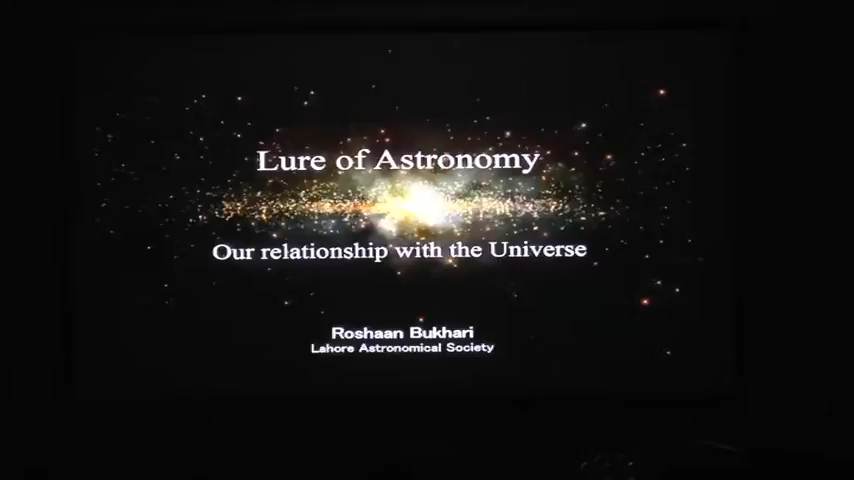 Lure of Astronomy
Our relationship with the Universe
Roshaan Bukhari
Lahore Astronomical Society